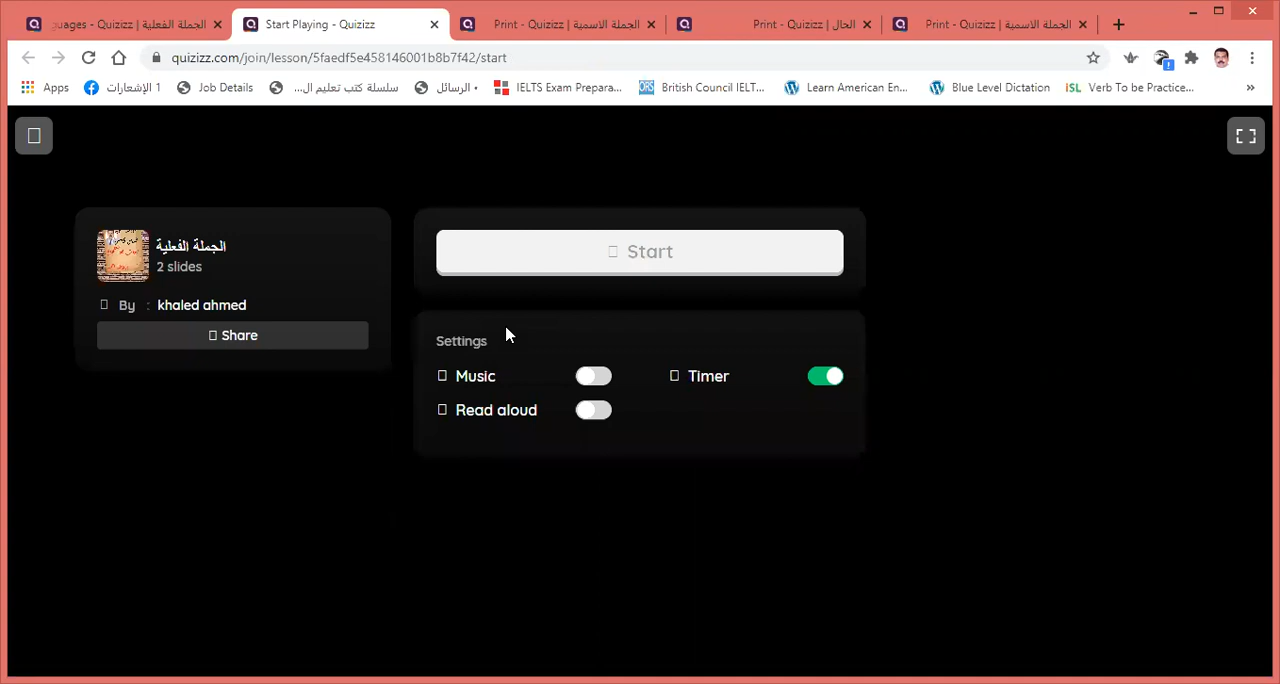 guages - Quizizz | الجملة الفعلية
Start Playing - Quizizz
Print - Quizizz | الجملة الاسمية
Print - Quizizz | الحال
Print - Quizizz | الجملة الاسمية
quizizz.com/join/lesson/5faedf5e458146001b8b7f42/start
Apps
1 الإشعارات
Job Details
سلسلة كتب تعليم ال...
• الرسائل
IELTS Exam Prepara...
British Council IELT...
Learn American En...
Blue Level Dictation
ISL Verb To be Practice...
»
الجملة الفعلية
2 slides
By : khaled ahmed
Share
Start
Settings
Music
Timer
Read aloud